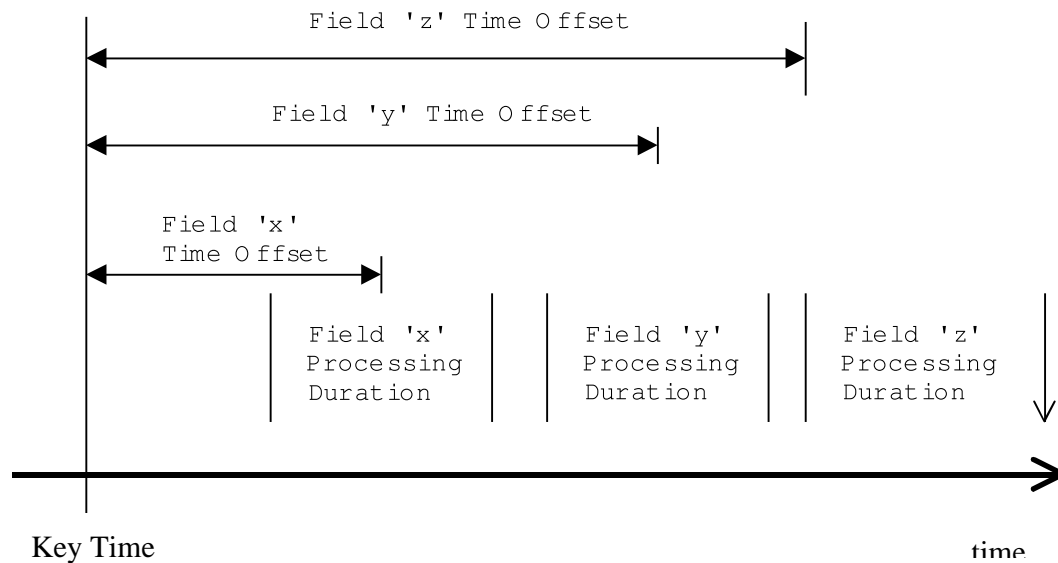 Field 'z' Time Offset
Field 'y' Time Offset
Field 'x'
Time Offset
Field 'x'
Processing
Duration
Field 'y'
Processing
Duration
Field 'z'
Processing
Duration
Key Time
time